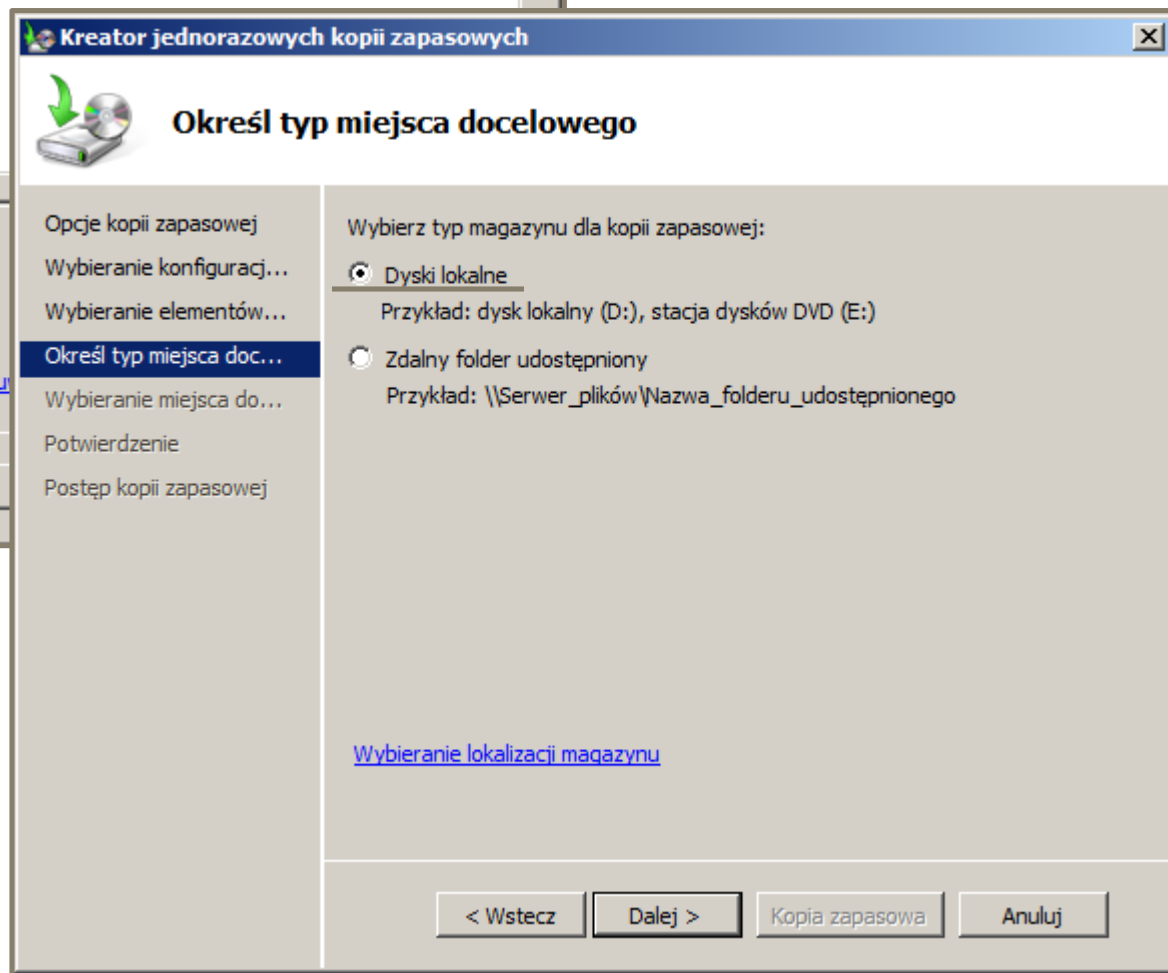 Kreator jednorazowych kopii zapasowych
Określ typ miejsca docelowego
Opcje kopii zapasowej
Wybieranie konfiguracj...
Wybieranie elementów...
Określ typ miejsca doc...
Wybieranie miejsca do...
Potwierdzenie
Postęp kopii zapasowej
Wybierz typ magazynu dla kopii zapasowej:
Dyski lokalne
Przykład: dysk lokalny (D:), stacja dysków DVD (E:)
Zdalny folder udostępniony
Przykład: \\Serwer_plików\Nazwa_folderu_udostępnionego
Wybieranie lokalizacji magazynu
< Wstecz
Dalej >
Kopia zapasowa
Anuluj